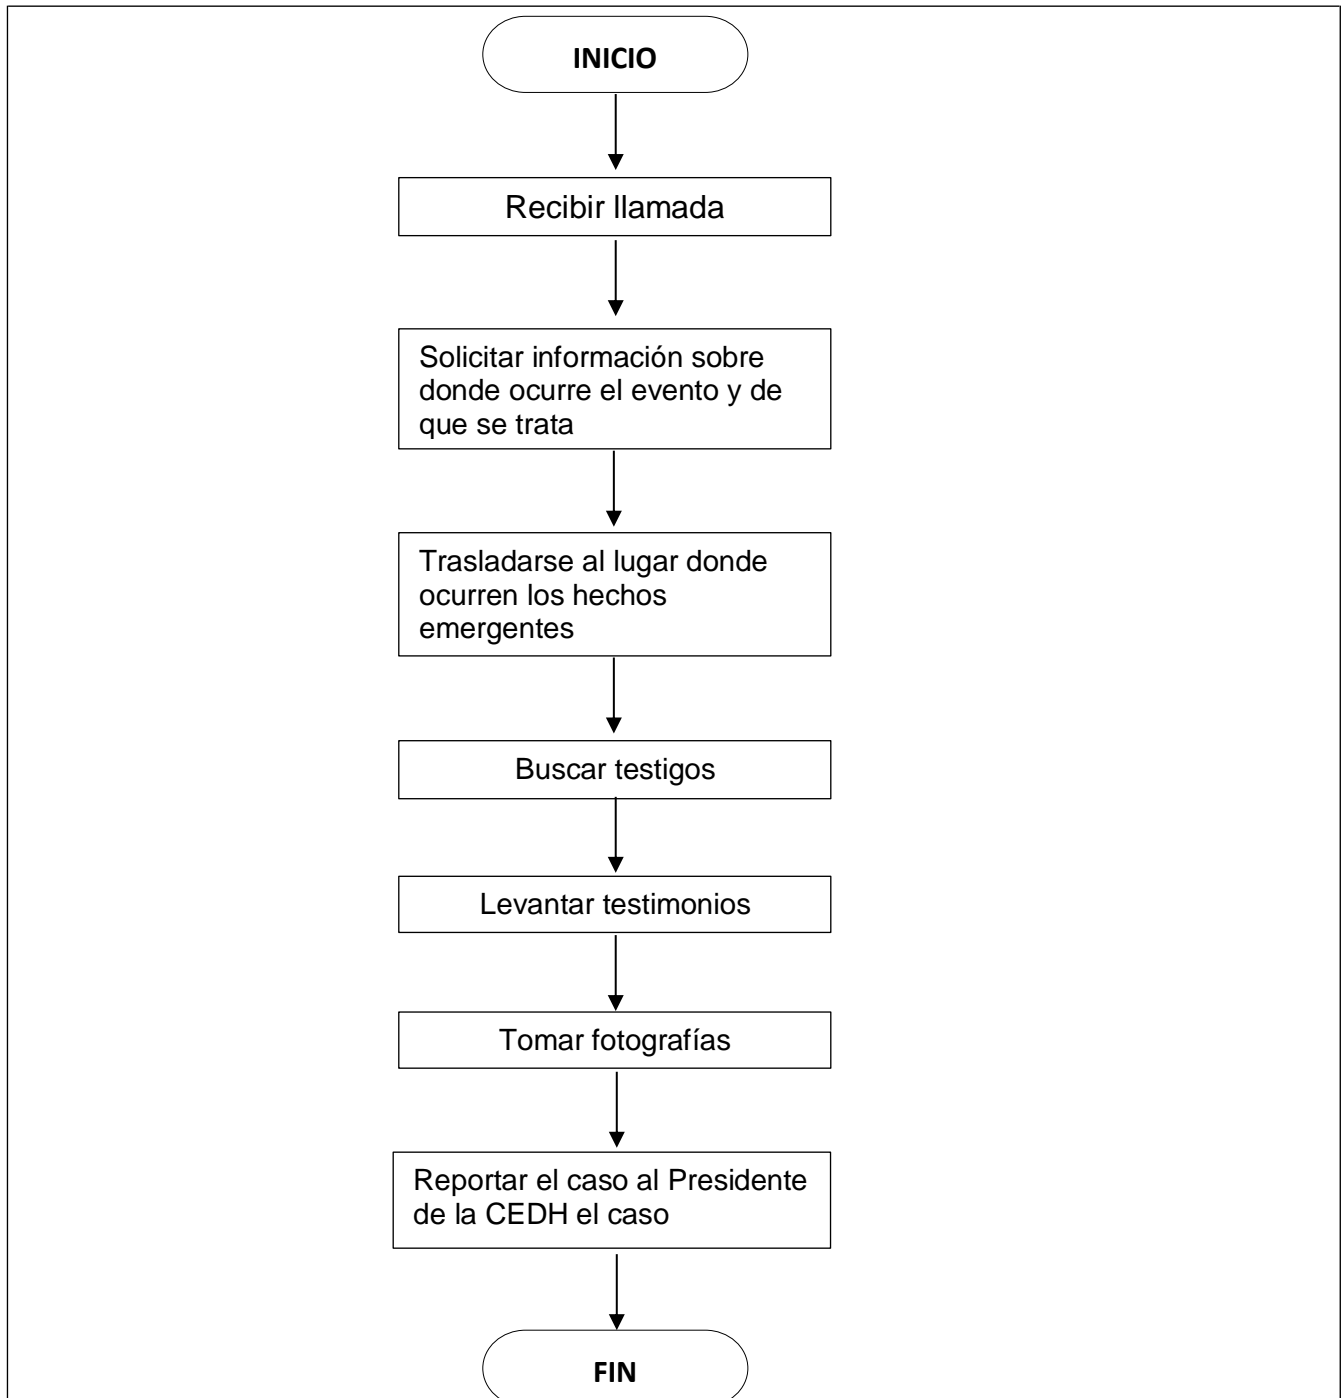 INICIO
Recibir llamada
Solicitar información sobre
donde ocurre el evento y de
que se trata
Trasladarse al lugar donde
ocurren los hechos
emergentes
Buscar testigos
Levantar testimonios
Tomar fotografías
Reportar el caso al Presidente
de la CEDH el caso
FIN